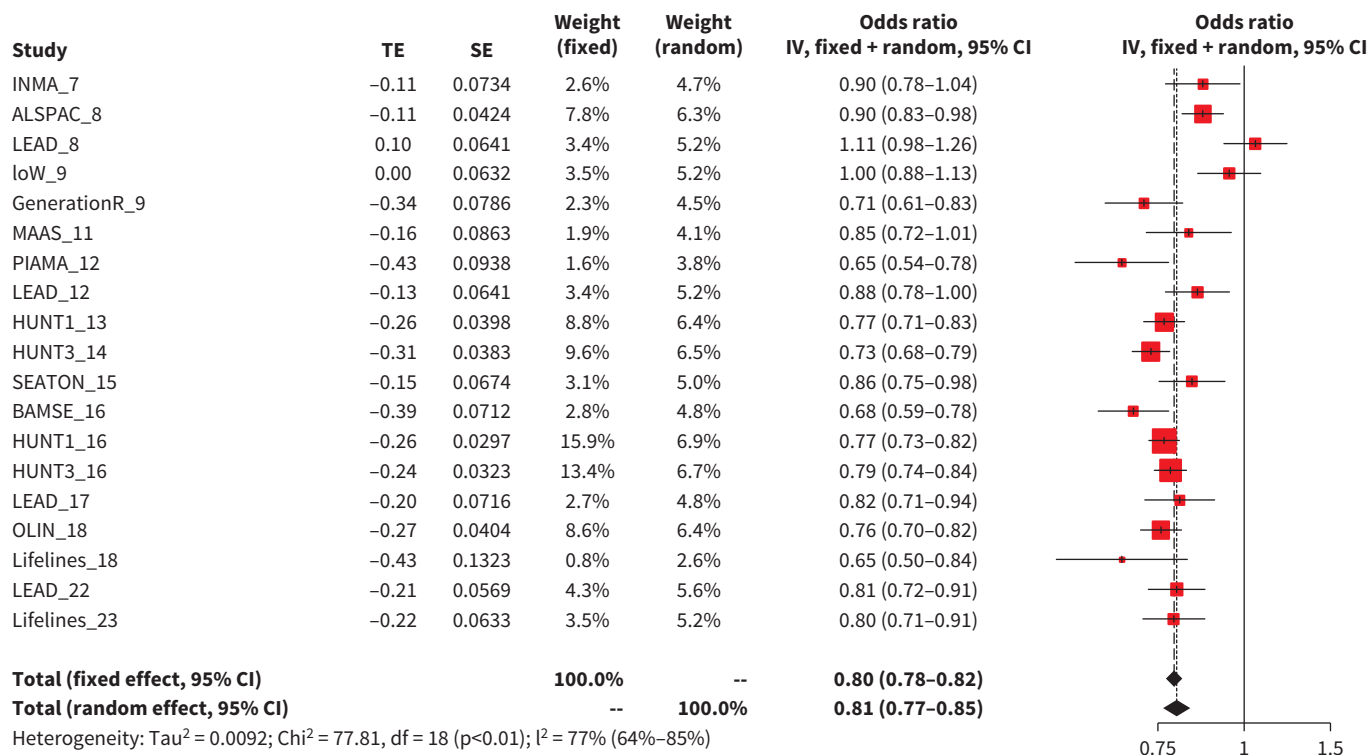 Weight Weight Odds ratio Odds ratio
Study TE SE (fixed) (random) IV, fixed + random, 95% CI IV, fixed + random, 95% CI
INMA_7 –0.11 0.0734 2.6% 4.7% 0.90 (0.78–1.04)
ALSPAC_8 –0.11 0.0424 7.8% 6.3% 0.90 (0.83–0.98)
LEAD_8 0.10 0.0641 3.4% 5.2% 1.11 (0.98–1.26)
loW_9 0.00 0.0632 3.5% 5.2% 1.00 (0.88–1.13)
GenerationR_9 –0.34 0.0786 2.3% 4.5% 0.71 (0.61–0.83)
MAAS_11 –0.16 0.0863 1.9% 4.1% 0.85 (0.72–1.01)
PIAMA_12 –0.43 0.0938 1.6% 3.8% 0.65 (0.54–0.78)
LEAD_12 –0.13 0.0641 3.4% 5.2% 0.88 (0.78–1.00)
HUNT1_13 –0.26 0.0398 8.8% 6.4% 0.77 (0.71–0.83)
HUNT3_14 –0.31 0.0383 9.6% 6.5% 0.73 (0.68–0.79)
SEATON_15 –0.15 0.0674 3.1% 5.0% 0.86 (0.75–0.98)
BAMSE_16 –0.39 0.0712 2.8% 4.8% 0.68 (0.59–0.78)
HUNT1_16 –0.26 0.0297 15.9% 6.9% 0.77 (0.73–0.82)
HUNT3_16 –0.24 0.0323 13.4% 6.7% 0.79 (0.74–0.84)
LEAD_17 –0.20 0.0716 2.7% 4.8% 0.82 (0.71–0.94)
OLIN_18 –0.27 0.0404 8.6% 6.4% 0.76 (0.70–0.82)
Lifelines_18 –0.43 0.1323 0.8% 2.6% 0.65 (0.50–0.84)
LEAD_22 –0.21 0.0569 4.3% 5.6% 0.81 (0.72–0.91)
Lifelines_23 –0.22 0.0633 3.5% 5.2% 0.80 (0.71–0.91)
Total (fixed effect, 95% CI) 100.0% -- 0.80 (0.78–0.82)
Total (random effect, 95% CI) -- 100.0% 0.81 (0.77–0.85)
Heterogeneity: Tau² = 0.0092; Chi² = 77.81, df = 18 (p<0.01); I² = 77% (64%–85%)
0.75 1 1.5